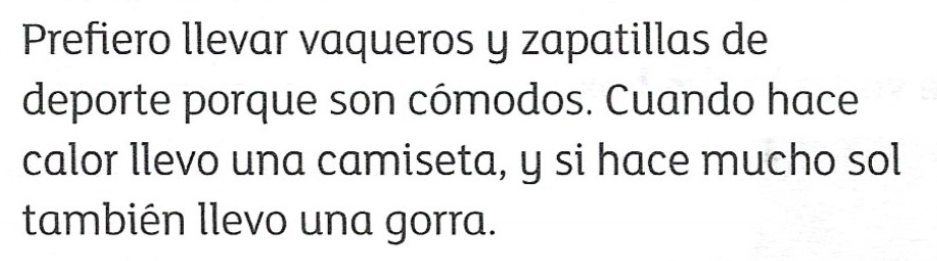 Prefiero llevar vaqueros y zapatillas de
deporte porque son cómodos. Cuando hace
calor llevo una camiseta, y si hace mucho sol
también llevo una gorra.